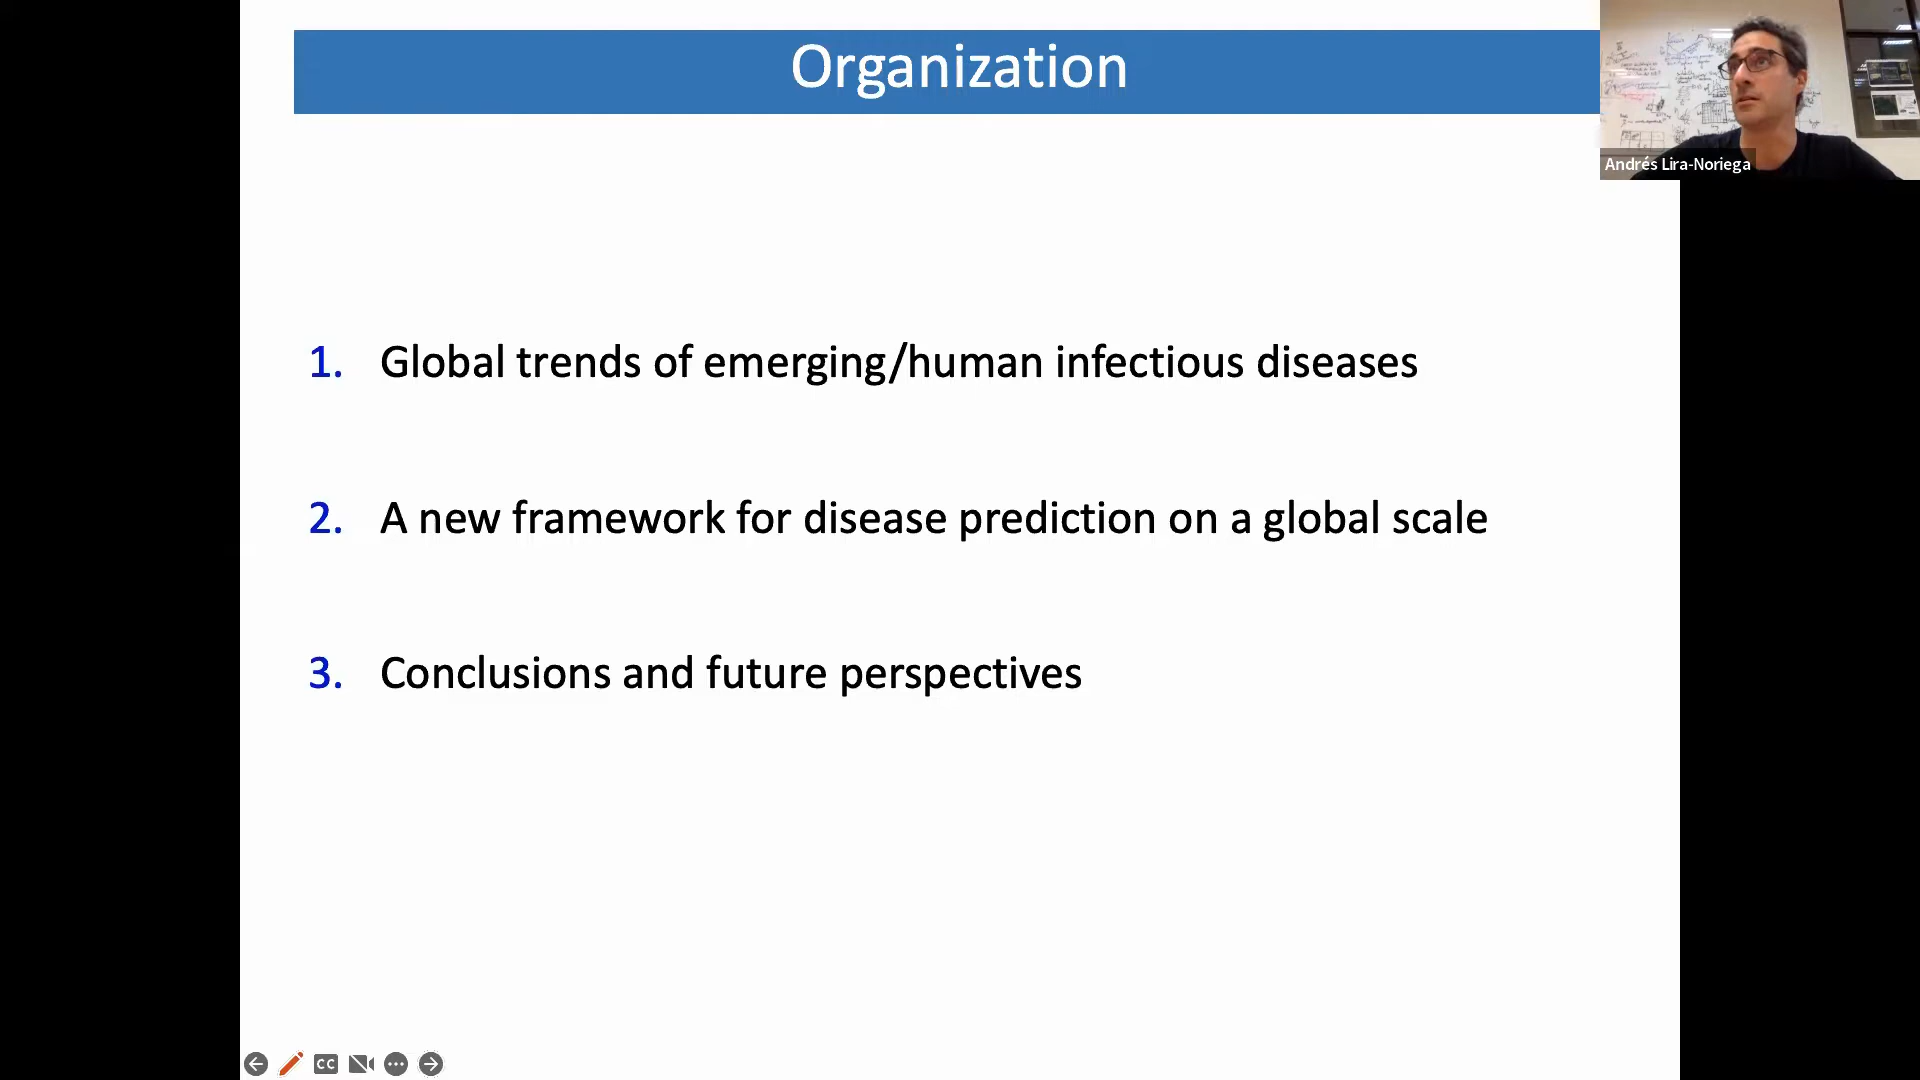 Organization
Andrés Lira-Noriega
1. Global trends of emerging/human infectious diseases
2. A new framework for disease prediction on a global scale
3. Conclusions and future perspectives
CC